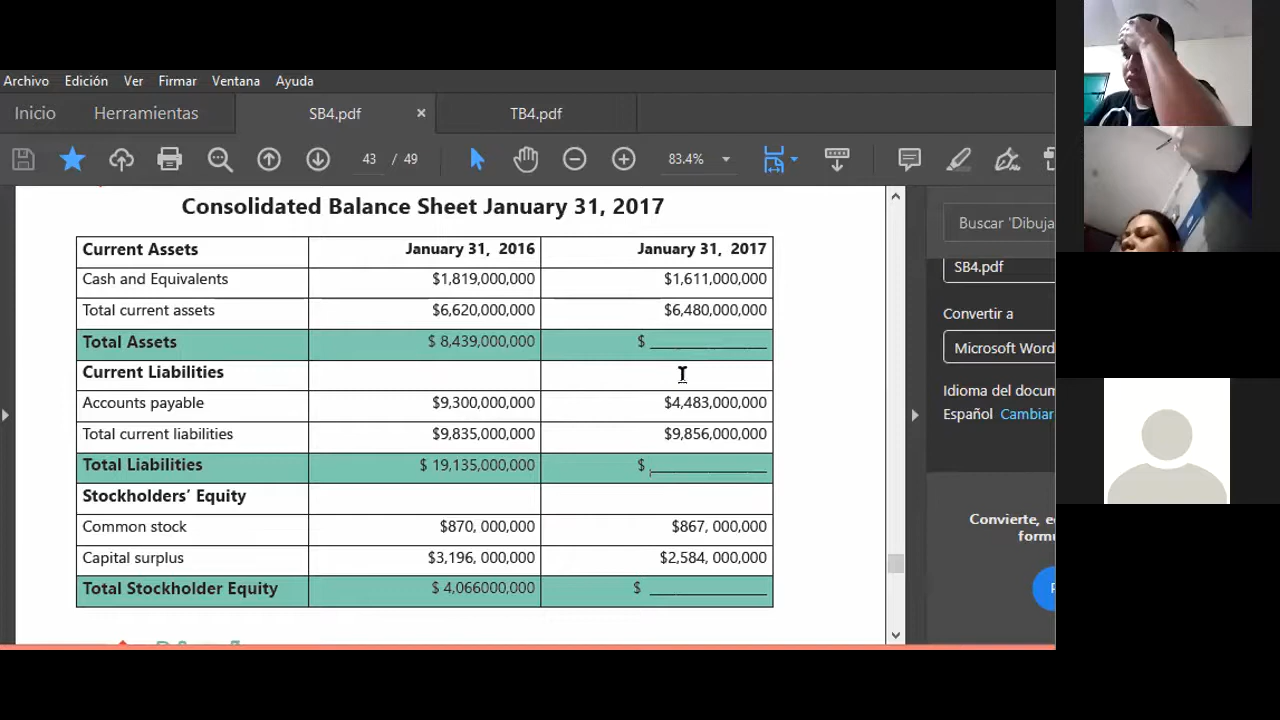 Archivo Edición Ver Firmar Ventana Ayuda
Inicio Herramientas SB4.pdf × TB4.pdf
43 / 49 83.4%
Consolidated Balance Sheet January 31, 2017
Current Assets January 31, 2016 January 31, 2017
Cash and Equivalents $1,819,000,000 $1,611,000,000
Total current assets $6,620,000,000 $6,480,000,000
Total Assets $ 8,439,000,000 $ ______________
Current Liabilities
Accounts payable $9,300,000,000 $4,483,000,000
Total current liabilities $9,835,000,000 $9,856,000,000
Total Liabilities $ 19,135,000,000 $ ______________
Stockholders’ Equity
Common stock $870, 000,000 $867, 000,000
Capital surplus $3,196, 000,000 $2,584, 000,000
Total Stockholder Equity $ 4,066000,000 $ ______________
Buscar 'Dibuja
SB4.pdf
Convertir a
Microsoft Word
Idioma del docum
Español Cambiar
Convierte, e
formu